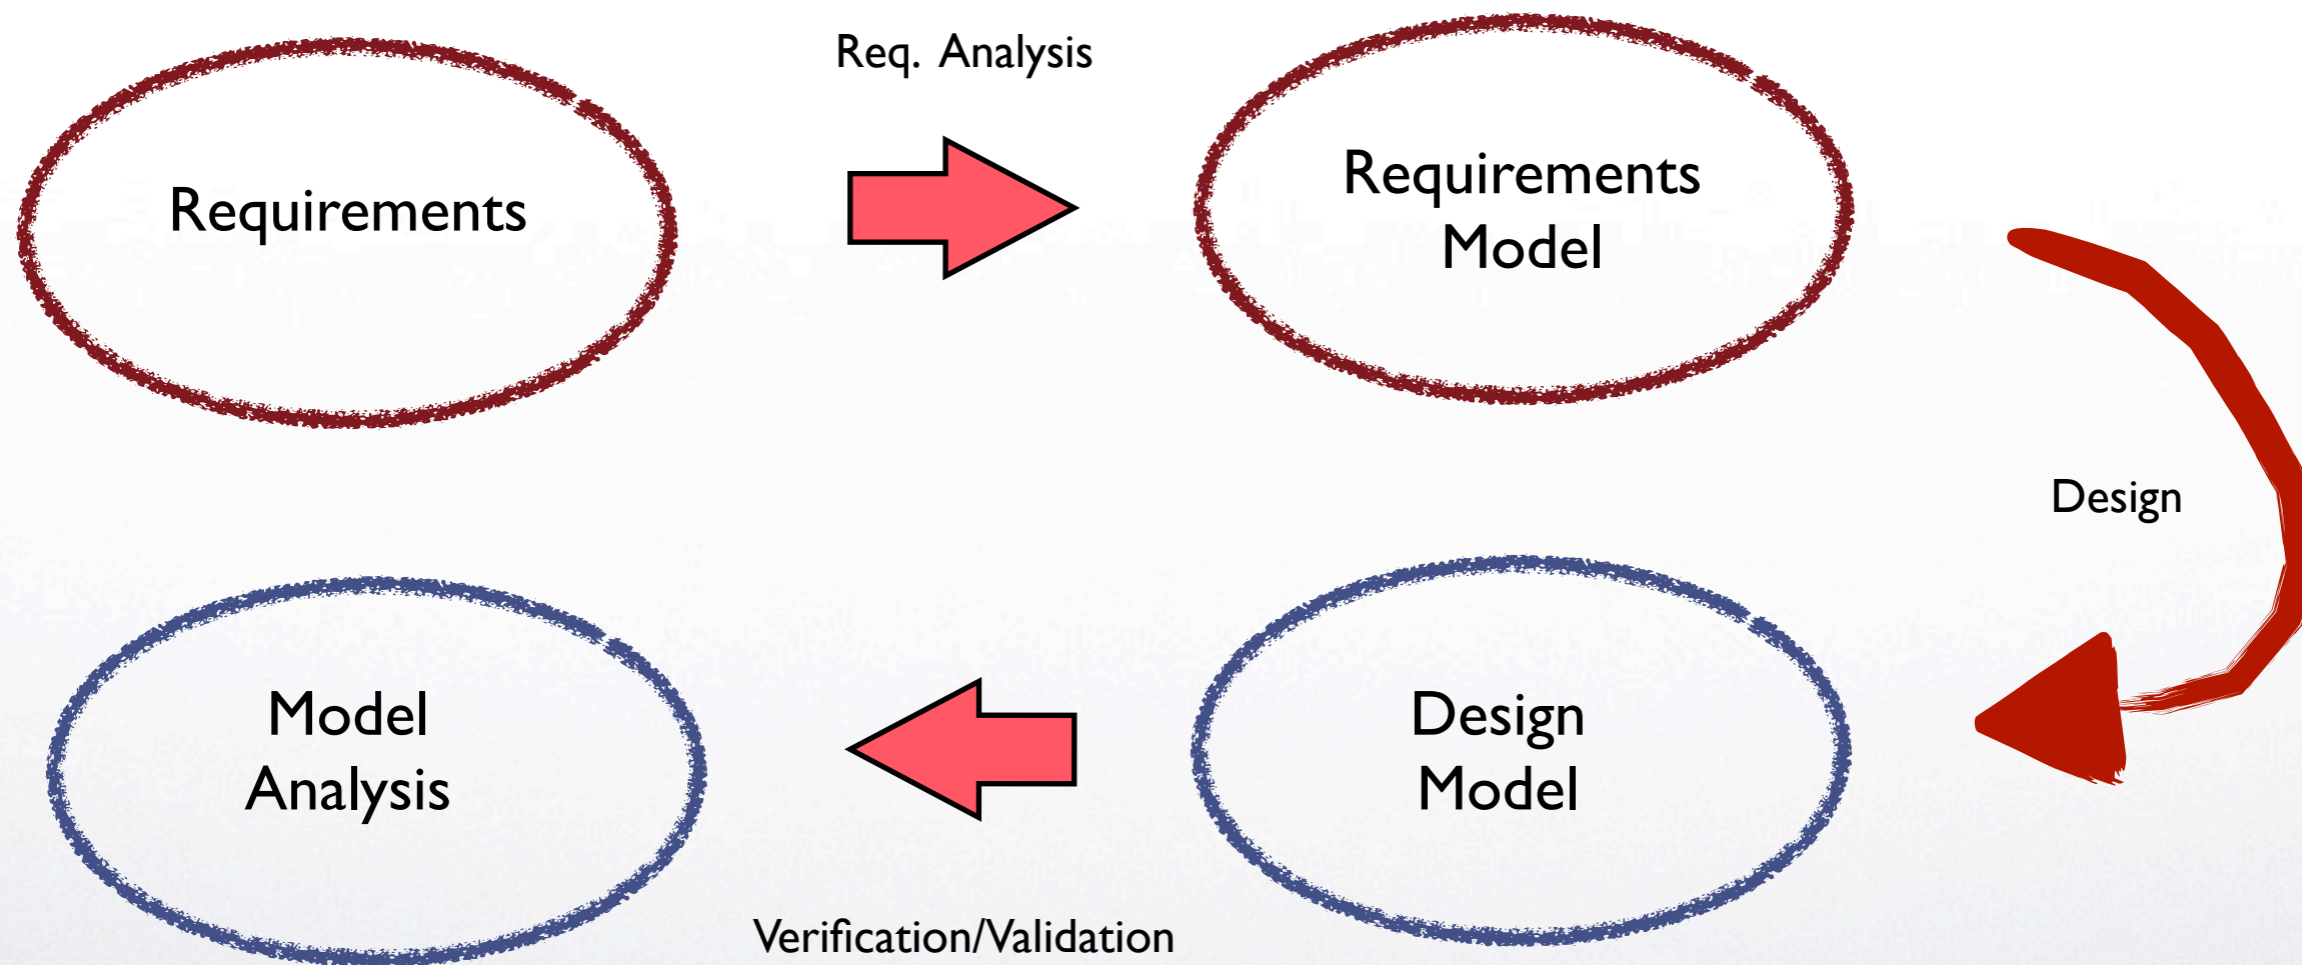 Req. Analysis
Requirements
Requirements
Model
Design
Model
Analysis
Design
Model
Verification/Validation